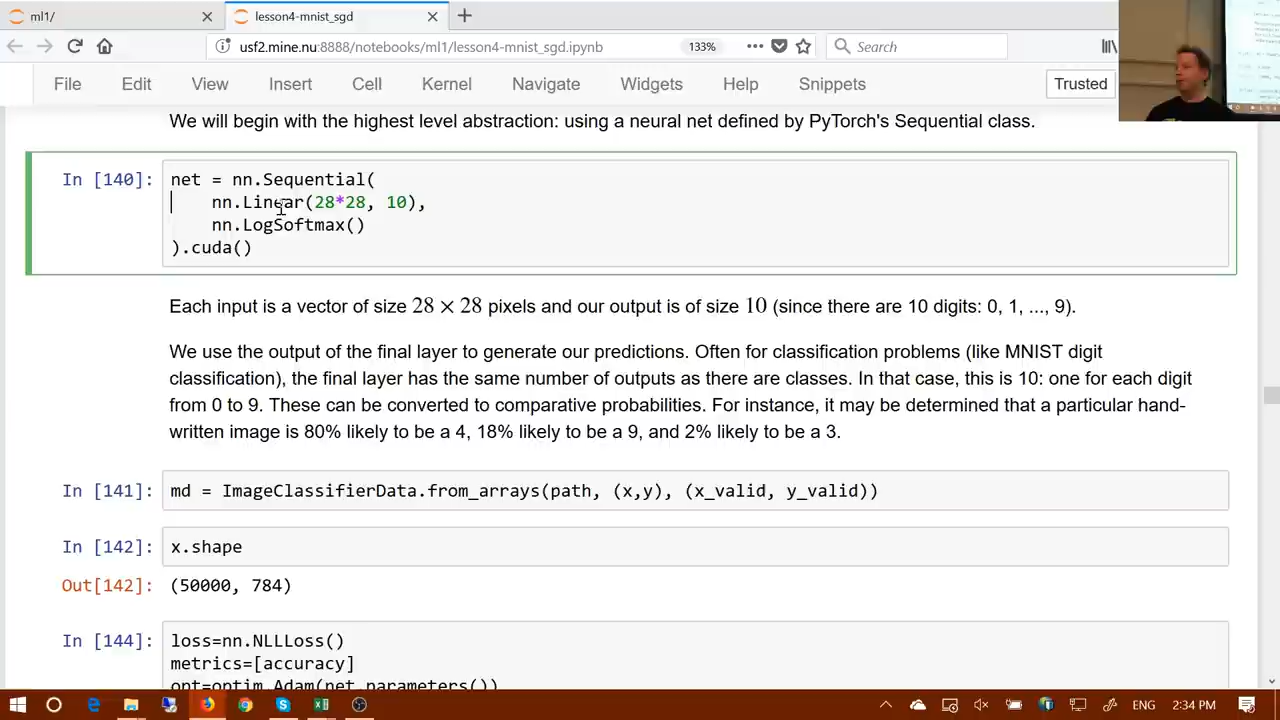 ml1/
lesson4-mnist_sgd
usf2.mine.nu:8888/notebooks/ml1/lesson4-mnist_sgd.ipynb
133%
Search
File Edit View Insert Cell Kernel Navigate Widgets Help Snippets
Trusted
We will begin with the highest level abstraction: using a neural net defined by PyTorch's Sequential class.
In [140]:
net = nn.Sequential(
nn.Linear(28*28, 10),
nn.LogSoftmax()
).cuda()
Each input is a vector of size 28 × 28 pixels and our output is of size 10 (since there are 10 digits: 0, 1, ..., 9).
We use the output of the final layer to generate our predictions. Often for classification problems (like MNIST digit
classification), the final layer has the same number of outputs as there are classes. In that case, this is 10: one for each digit
from 0 to 9. These can be converted to comparative probabilities. For instance, it may be determined that a particular hand-
written image is 80% likely to be a 4, 18% likely to be a 9, and 2% likely to be a 3.
In [141]: md = ImageClassifierData.from_arrays(path, (x,y), (x_valid, y_valid))
In [142]: x.shape
Out[142]: (50000, 784)
In [144]: loss=nn.NLLLoss()
metrics=[accuracy]
opt=optim.Adam(net.parameters())
ENG 2:34 PM